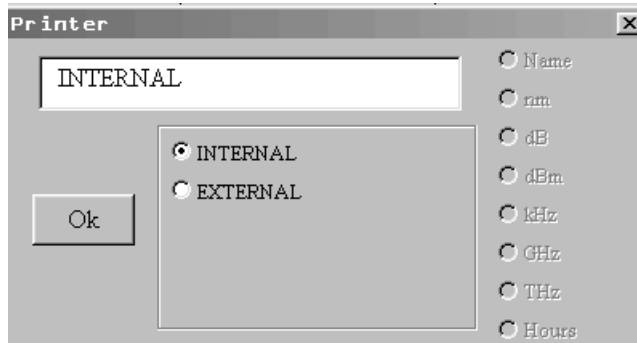 Printer
INTERNAL
INTERNAL
EXTERNAL
Ok
Name
nm
dB
dBm
kHz
GHz
THz
Hours